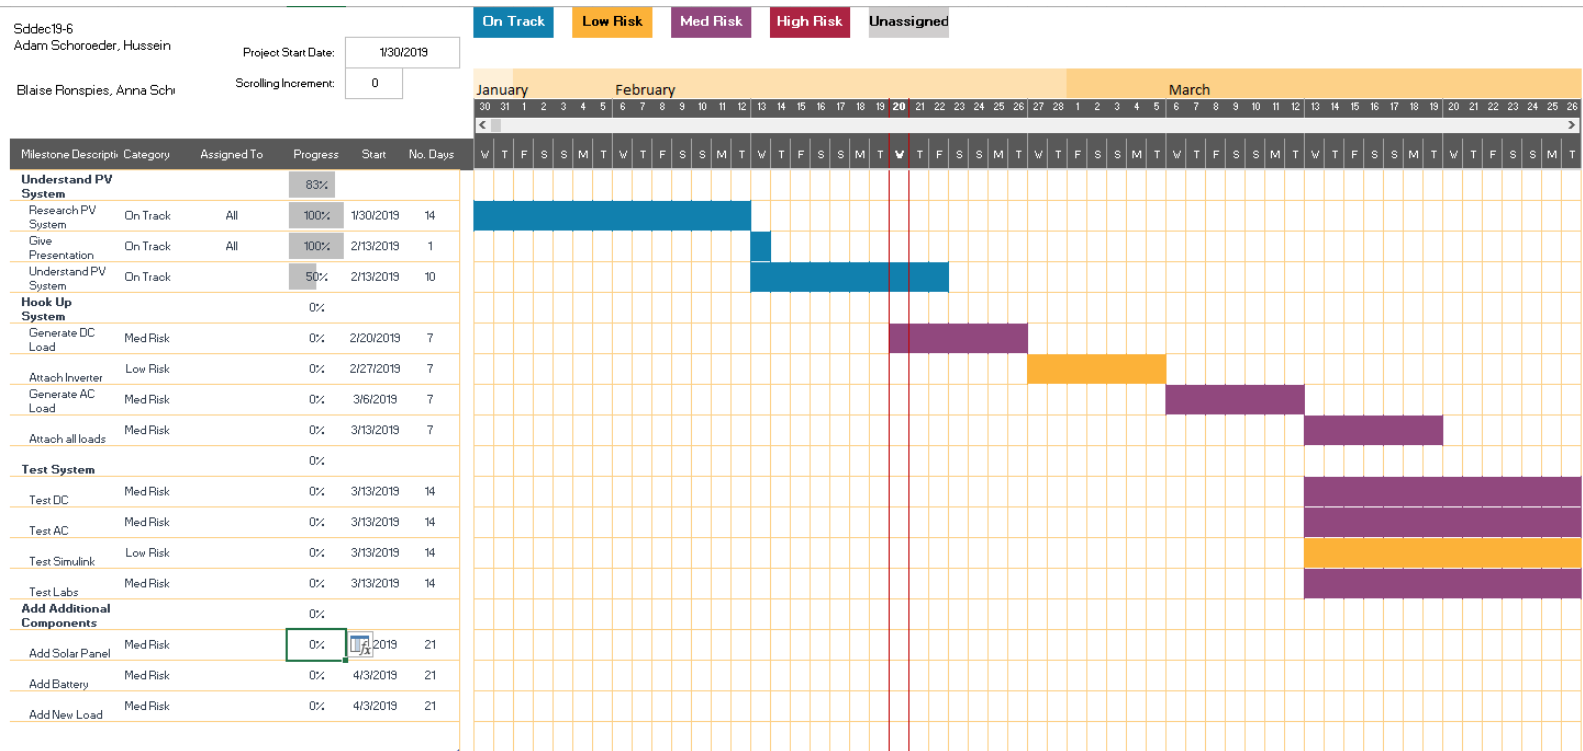 On Track Low Risk Med Risk High Risk Unassigned
Sddec19-6
Adam Schoroeder, Hussein
Project Start Date: 1/30/2019
Blaise Ronspies, Anna Schu
Scrolling Increment: 0
January February March
30 31 1 2 3 4 5 6 7 8 9 10 11 12 13 14 15 16 17 18 19 20 21 22 23 24 25 26 27 28 1 2 3 4 5 6 7 8 9 10 11 12 13 14 15 16 17 18 19 20 21 22 23 24 25 26
Milestone Descripti Category Assigned To Progress Start No. Days W T F S S M T W T F S S M T W T F S S M T W T F S S M T W T F S S M T W T F S S M T W T F S S M T W T F S S M T
Understand PV System 83%
Research PV System On Track All 100% 1/30/2019 14
Give Presentation On Track All 100% 2/13/2019 1
Understand PV System On Track 50% 2/13/2019 10
Hook Up System 0%
Generate DC Load Med Risk 0% 2/20/2019 7
Attach Inverter Low Risk 0% 2/27/2019 7
Generate AC Load Med Risk 0% 3/6/2019 7
Attach all loads Med Risk 0% 3/13/2019 7
Test System 0%
Test DC Med Risk 0% 3/13/2019 14
Test AC Med Risk 0% 3/13/2019 14
Test Simulink Low Risk 0% 3/13/2019 14
Test Labs Med Risk 0% 3/13/2019 14
Add Additional Components 0%
Add Solar Panel Med Risk 0% 2019 21
Add Battery Med Risk 0% 4/3/2019 21
Add New Load Med Risk 0% 4/3/2019 21